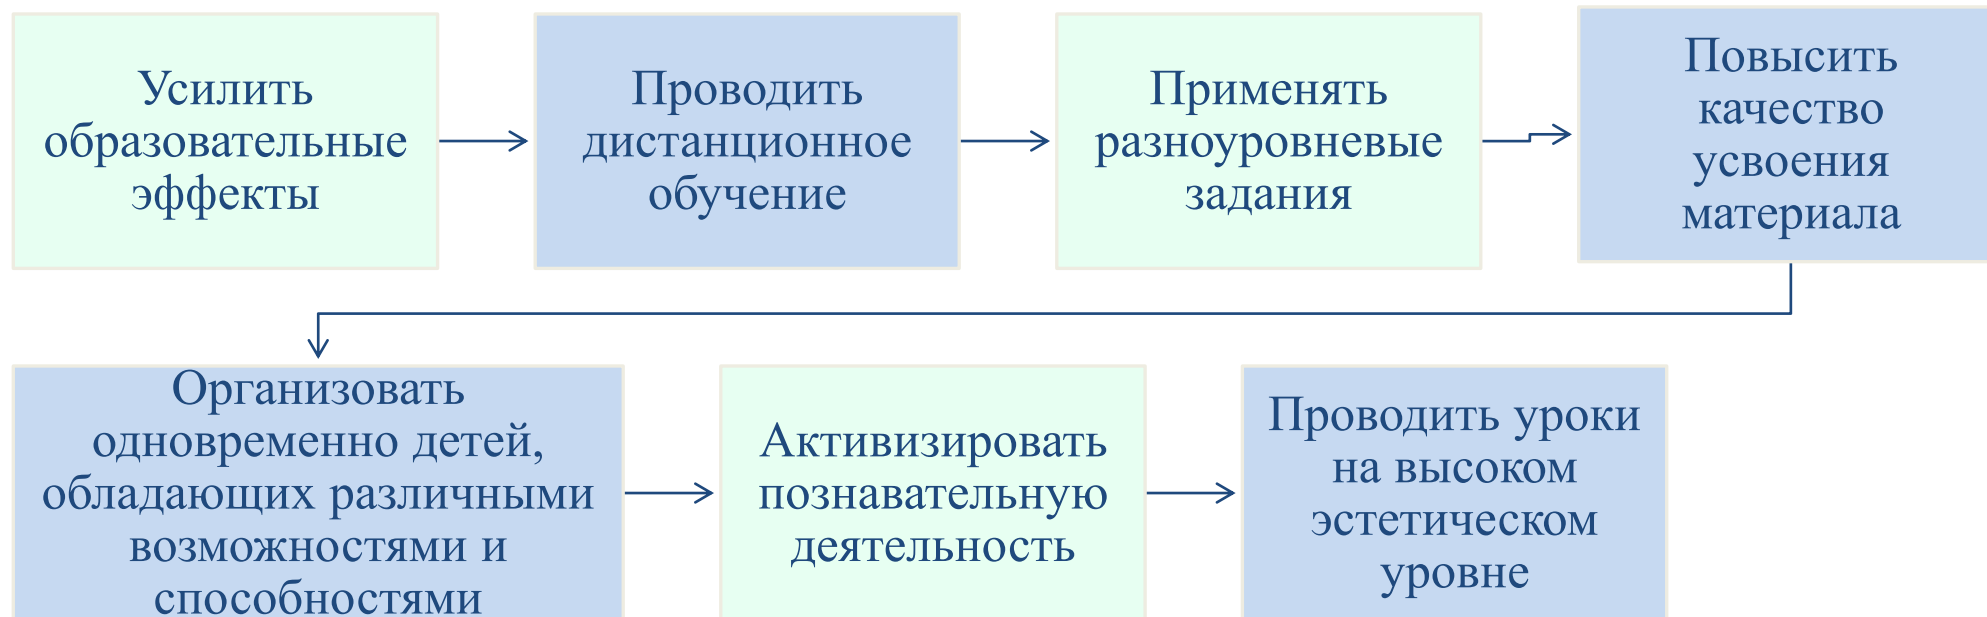 Усилить
образовательные
эффекты
Проводить
дистанционное
обучение
Применять
разноуровневые
задания
Повысить
качество
усвоения
материала
Организовать
одновременно детей,
обладающих различными
возможностями и
способностями
Активизировать
познавательную
деятельность
Проводить уроки
на высоком
эстетическом
уровне